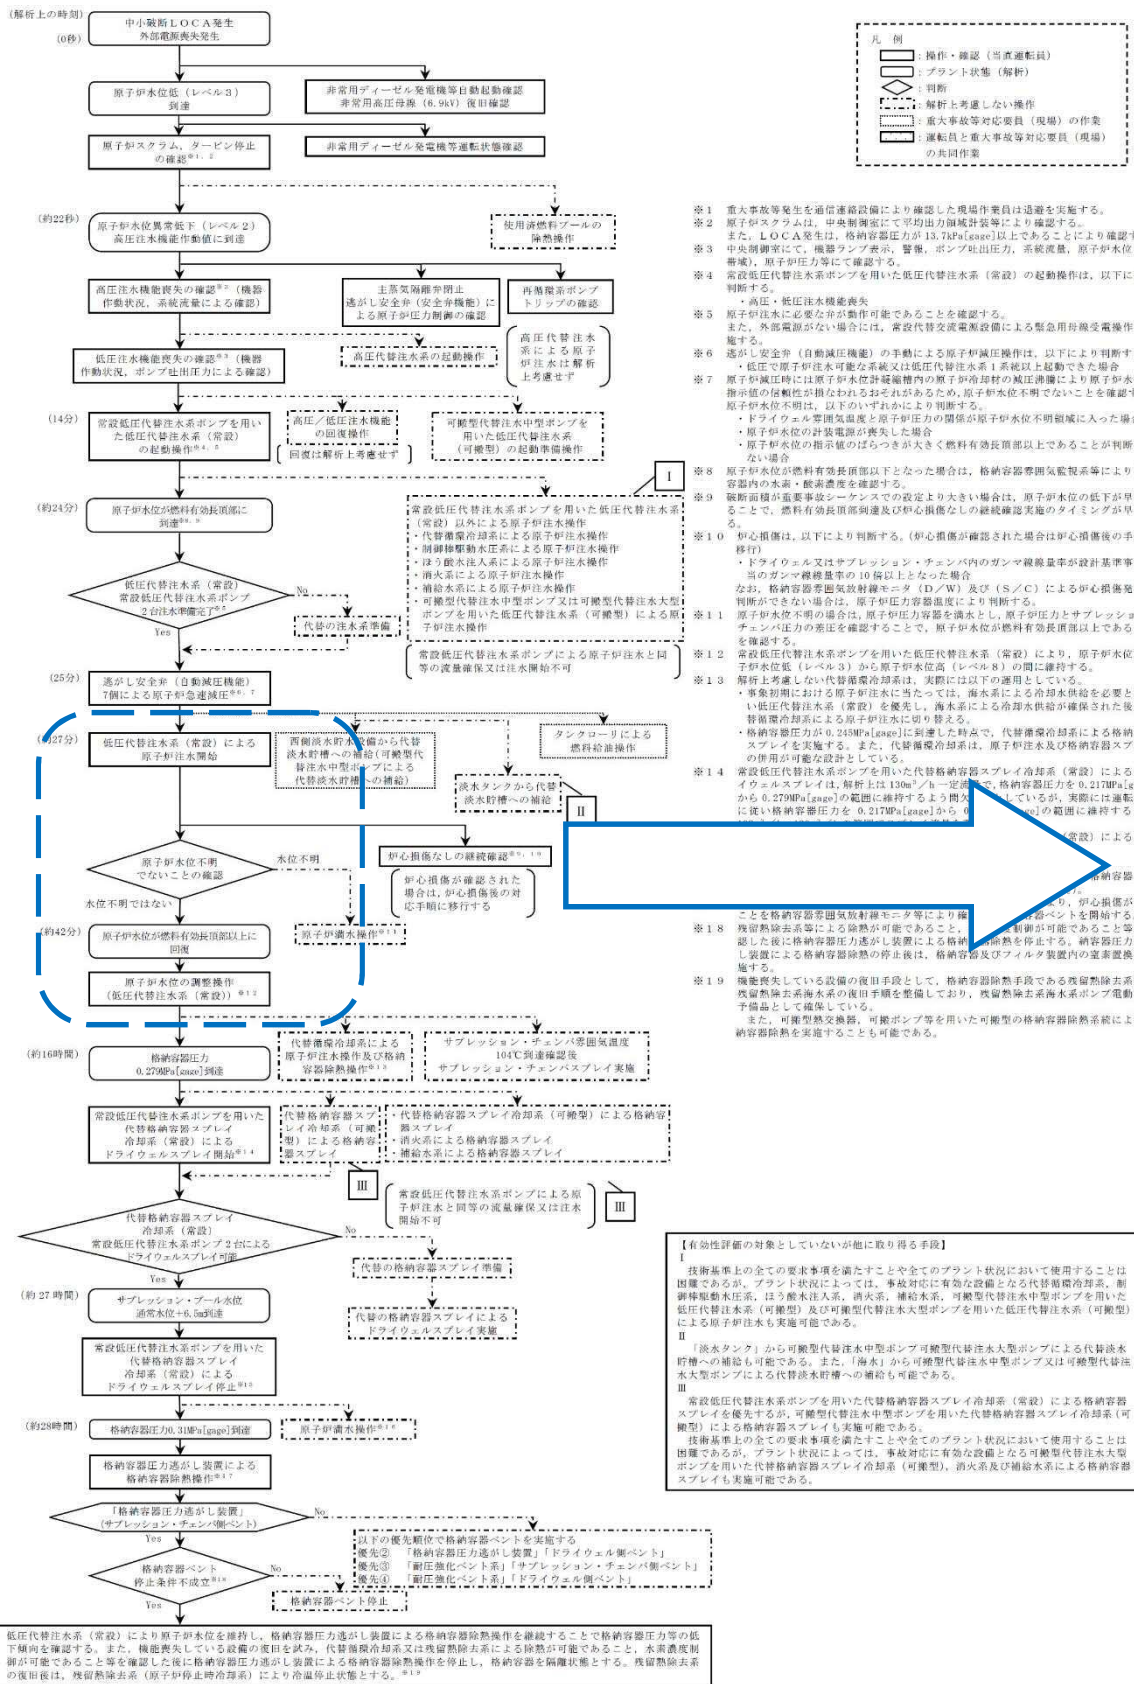 (解析上の時刻)
(0秒)
中小破断LOCA発生
外部電源喪失発生
原子炉水位低（レベル3）
到達
非常用ディーゼル発電機等自動起動確認
非常用高圧母線（6.9kV）復旧確認
原子炉スクラム，タービン停止
の確認※1，2
非常用ディーゼル発電機等運転状態確認
(約22秒)
原子炉水位異常低下（レベル2）
高圧注水機能作動値に到達
使用済燃料プールの
除熱操作
高圧注水機能喪失の確認※3（機器
作動状況，系統流量による確認）
主蒸気隔離弁閉止
逃がし安全弁（安全弁機能）に
よる原子炉圧力制御の確認
再循環系ポンプ
トリップの確認
低圧注水機能喪失の確認※3（機器
作動状況，ポンプ吐出圧力による確認）
高圧代替注水系の起動操作
高圧代替注水
系による原子
炉注水は解析
上考慮せず
(14分)
常設低圧代替注水系ポンプを用い
た低圧代替注水系（常設）
の起動操作※4，5
高圧／低圧注水機能
の回復操作
回復は解析上考慮せず
可搬型代替注水中型ポンプ
を用いた低圧代替注水系
（可搬型）の起動準備操作
Ⅰ
(約24分)
原子炉水位が燃料有効長頂部に
到達※8，9
常設低圧代替注水系ポンプを用いた低圧代替注水系
（常設）以外による原子炉注水操作
・代替循環冷却系による原子炉注水操作
・制御棒駆動水圧系による原子炉注水操作
・ほう酸水注入系による原子炉注水操作
・消火系による原子炉注水操作
・補給水系による原子炉注水操作
・可搬型代替注水中型ポンプ又は可搬型代替注水大型
ポンプを用いた低圧代替注水系（可搬型）による原
子炉注水操作
常設低圧代替注水系ポンプによる原子炉注水と同
等の流量確保又は注水開始不可
低圧代替注水系（常設）
常設低圧代替注水系ポンプ
2台注水準備完了※5
No
Yes
代替の注水系準備
(25分)
逃がし安全弁（自動減圧機能）
7個による原子炉急速減圧※6，7
約27分)
低圧代替注水系（常設）による
原子炉注水開始
西側淡水貯水設備から代替
淡水貯槽への補給(可搬型代
替注水中型ポンプによる
代替淡水貯槽への補給)
タンクローリによる
燃料給油操作
淡水タンクから代替
淡水貯槽への補給
Ⅱ
原子炉水位不明
でないことの確認
水位不明
水位不明ではない
炉心損傷なしの継続確認※9，10
炉心損傷が確認された
場合は，炉心損傷後の対
応手順に移行する
原子炉満水操作※11
約42分)
原子炉水位が燃料有効長頂部以上に
回復
原子炉水位の調整操作
(低圧代替注水系（常設）)※12
(約16時間)
格納容器圧力
0.279MPa[gage]到達
代替循環冷却系による
原子炉注水操作及び格納
容器除熱操作※13
サプレッション・チェンバ雰囲気温度
104℃到達確認後
サプレッション・チェンバスプレイ実施
常設低圧代替注水系ポンプを用いた
代替格納容器スプレイ
冷却系（常設）による
ドライウェルスプレイ開始※14
代替格納容器スプ
レイ冷却系（可搬
型）による格納容
器スプレイ
・代替格納容器スプレイ冷却系（可搬型）による格納容
器スプレイ
・消火系による格納容器スプレイ
・補給水系による格納容器スプレイ
Ⅲ
常設低圧代替注水系ポンプによる原
子炉注水と同等の流量確保又は注水
開始不可
Ⅲ
代替格納容器スプレイ
冷却系（常設）
常設低圧代替注水系ポンプ2台による
ドライウェルスプレイ可能
No
Yes
代替の格納容器スプレイ準備
代替の格納容器スプレイによる
ドライウェルスプレイ実施
(約27時間)
サプレッション・プール水位
通常水位＋6.5m到達
常設低圧代替注水系ポンプを用いた
代替格納容器スプレイ
冷却系（常設）による
ドライウェルスプレイ停止※15
(約28時間)
格納容器圧力0.31MPa[gage]到達
原子炉満水操作※16
格納容器圧力逃がし装置による
格納容器除熱操作※17
「格納容器圧力逃がし装置」
(サプレッション・チェンバ側ベント)
No
Yes
以下の優先順位で格納容器ベントを実施する
優先②　「格納容器圧力逃がし装置」「ドライウェル側ベント」
優先③　「耐圧強化ベント系」「サプレッション・チェンバ側ベント」
優先④　「耐圧強化ベント系」「ドライウェル側ベント」
格納容器ベント
停止条件不成立※18
No
Yes
格納容器ベント停止
低圧代替注水系（常設）により原子炉水位を維持し，格納容器圧力逃がし装置による格納容器除熱操作を継続することで格納容器圧力等の低
下傾向を確認する。また，機能喪失している設備の復旧を試み，代替循環冷却系又は残留熱除去系による除熱が可能であること，水素濃度制
御が可能であること等を確認した後に格納容器圧力逃がし装置による格納容器除熱操作を停止し，格納容器を隔離状態とする。残留熱除去系
の復旧後は，残留熱除去系（原子炉停止時冷却系）により冷温停止状態とする。※19
凡　例
：操作・確認（当直運転員）
：プラント状態（解析）
：判断
：解析上考慮しない操作
：重大事故等対応要員（現場）の作業
：運転員と重大事故等対応要員（現場）
の共同作業
※1　重大事故等発生を通信連絡設備により確認した現場作業員は退避を実施する。
※2　原子炉スクラムは，中央制御室にて平均出力領域計装等により確認する。
また，LOCA発生は，格納容器圧力が13.7kPa[gage]以上であることにより確認す
※3　中央制御室にて，機器ランプ表示，警報，ポンプ吐出圧力，系統流量，原子炉水位
帯域)，原子炉圧力等にて確認する。
※4　常設低圧代替注水系ポンプを用いた低圧代替注水系（常設）の起動操作は，以下に
判断する。
・高圧・低圧注水機能喪失
※5　原子炉注水に必要な弁が動作可能であることを確認する。
また，外部電源がない場合には，常設代替交流電源設備による緊急用母線受電操作
施する。
※6　逃がし安全弁（自動減圧機能）の手動による原子炉減圧操作は，以下により判断す
・低圧で原子炉注水可能な系統又は低圧代替注水系1系統以上起動できた場合
※7　原子炉減圧時には原子炉水位計凝縮槽内の原子炉冷却材の減圧沸騰により原子炉水
指示値の信頼性が損なわれるおそれがあるため，原子炉水位不明でないことを確認す
原子炉水位不明は，以下のいずれかにより判断する。
・ドライウェル雰囲気温度と原子炉圧力の関係が原子炉水位不明領域に入った場合
・原子炉水位の計装電源が喪失した場合
・原子炉水位の指示値のばらつきが大きく燃料有効長頂部以上であることが判断
ない場合
※8　原子炉水位が燃料有効長頂部以下となった場合は，格納容器雰囲気監視系等により
容器内の水素・酸素濃度を確認する。
※9　破断面積が重要事故シーケンスでの設定より大きい場合は，原子炉水位の低下が早
ることで，燃料有効長頂部到達及び炉心損傷なしの継続確認実施のタイミングが早
る。
※10　炉心損傷は，以下により判断する。(炉心損傷が確認された場合は炉心損傷後の手
移行)
・ドライウェル又はサプレッション・チェンバ内のガンマ線線量率が設計基準事
当のガンマ線線量率の10倍以上となった場合
なお，格納容器雰囲気放射線モニタ（D／W）及び（S／C）による炉心損傷発
判断ができない場合は，原子炉圧力容器温度により判断する。
※11　原子炉水位不明の場合は，原子炉圧力容器を満水とし，原子炉圧力とサプレッショ
チェンバ圧力の差圧を確認することで，原子炉水位が燃料有効長頂部以上である
を確認する。
※12　常設低圧代替注水系ポンプを用いた低圧代替注水系（常設）により，原子炉水位
子炉水位低（レベル3）から原子炉水位高（レベル8）の間に維持する。
※13　解析上考慮しない代替循環冷却系は，実際には以下の運用としている。
・事象初期における原子炉注水に当たっては，海水系による冷却水供給を必要と
い低圧代替注水系（常設）を優先し，海水系による冷却水供給が確保された後
替循環冷却系による原子炉注水に切り替える。
・格納容器圧力が0.245MPa[gage]に到達した時点で，代替循環冷却系による格納
スプレイを実施する。また，代替循環冷却系は，原子炉注水及び格納容器スプ
の併用が可能な設計としている。
※14　常設低圧代替注水系ポンプを用いた代替格納容器スプレイ冷却系（常設）による
イウェルスプレイは，解析上は130m³／h一定流　で，格納容器圧力を0.217MPa[g
から0.279MPa[gage]の範囲に維持するよう間欠　しているが，実際には運転
に従い格納容器圧力を0.217MPa[gage]から　gage]の範囲に維持する
（常設）による
格納容器
より，炉心損傷が
ことを格納容器雰囲気放射線モニタ等により確　器ベントを開始する
※18　残留熱除去系等による除熱が可能であること，　度制御が可能であること等
認した後に格納容器圧力逃がし装置による格納　器除熱を停止する。納容器圧力
し装置による格納容器除熱の停止後は，格納容器及びフィルタ装置内の窒素置換
施する。
※19　機能喪失している設備の復旧手段として，格納容器除熱手段である残留熱除去系
残留熱除去系海水系の復旧手順を整備しており，残留熱除去系海水系ポンプ電動
予備品として確保している。
また，可搬型熱交換器，可搬ポンプ等を用いた可搬型の格納容器除熱系統によ
納容器除熱を実施することも可能である。
【有効性評価の対象としていないが他に取り得る手段】
Ⅰ
技術基準上の全ての要求事項を満たすことや全てのプラント状況において使用することは
困難であるが，プラント状況によっては，事故対応に有効な設備となる代替循環冷却系，制
御棒駆動水圧系，ほう酸水注入系，消火系，補給水系，可搬型代替注水中型ポンプを用いた
低圧代替注水系（可搬型）及び可搬型代替注水大型ポンプを用いた低圧代替注水系（可搬型）
による原子炉注水も実施可能である。
Ⅱ
「淡水タンク」から可搬型代替注水中型ポンプ可搬型代替注水大型ポンプによる代替淡水
貯槽への補給も可能である。また，「海水」から可搬型代替注水中型ポンプ又は可搬型代替注
水大型ポンプによる代替淡水貯槽への補給も可能である。
Ⅲ
常設低圧代替注水系ポンプを用いた代替格納容器スプレイ冷却系（常設）による格納容器
スプレイを優先するが，可搬型代替注水中型ポンプを用いた代替格納容器スプレイ冷却系（可
搬型）による格納容器スプレイも実施可能である。
技術基準上の全ての要求事項を満たすことや全てのプラント状況において使用することは
困難であるが，プラント状況によっては，事故対応に有効な設備となる可搬型代替注水大型
ポンプを用いた代替格納容器スプレイ冷却系（可搬型），消火系及び補給水系による格納容器
スプレイも実施可能である。